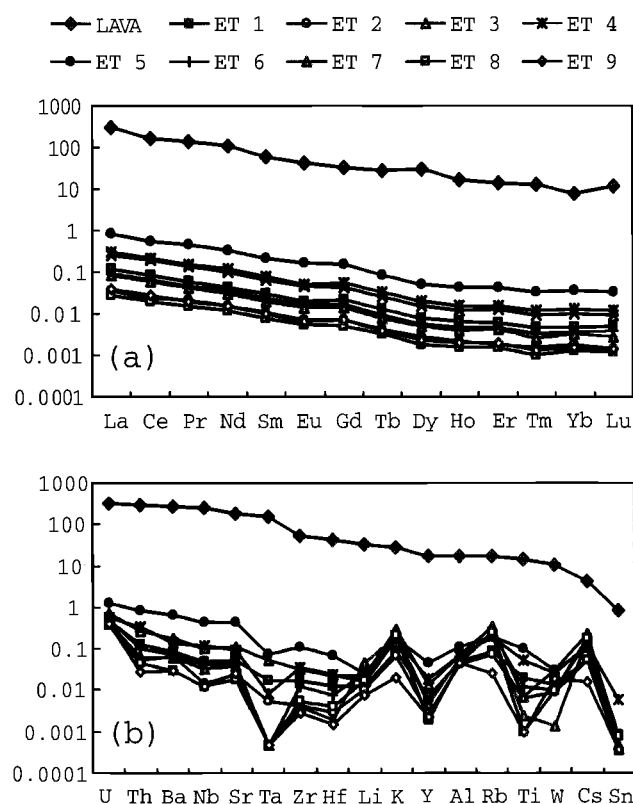 LAVA ET 1 ET 2 ET 3 ET 4
ET 5 ET 6 ET 7 ET 8 ET 9
1000
100
10
1
0.1
0.01
0.001
0.0001
(a)
La Ce Pr Nd Sm Eu Gd Tb Dy Ho Er Tm Yb Lu
1000
100
10
1
0.1
0.01
0.001
0.0001
(b)
U Th Ba Nb Sr Ta Zr Hf Li K Y Al Rb Ti W Cs Sn